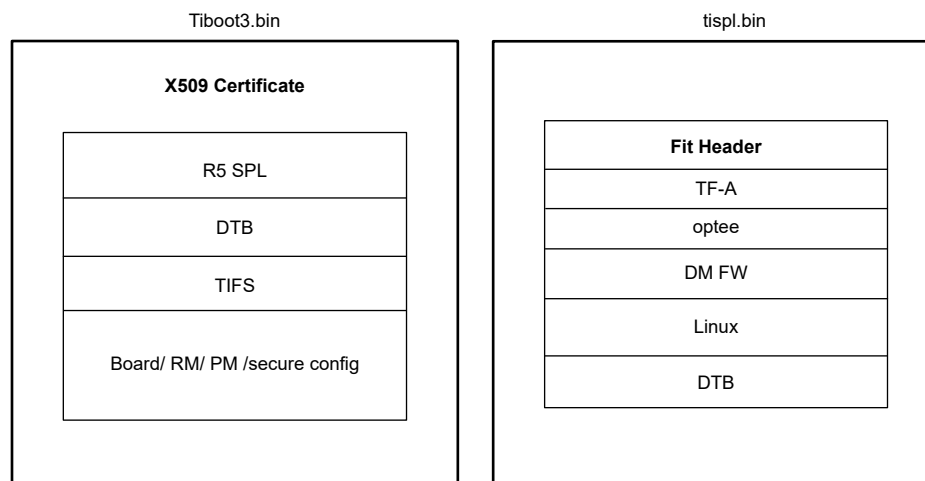 Tiboot3.bin
X509 Certificate
R5 SPL
DTB
TIFS
Board/ RM/ PM /secure config
tispl.bin
Fit Header
TF-A
optee
DM FW
Linux
DTB